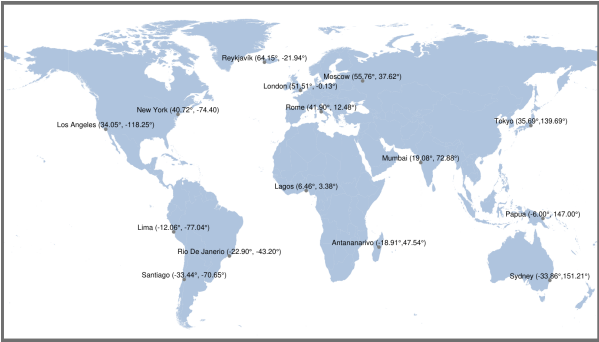 Reykjavík (64.15°, -21.94°)
Moscow (55.76°, 37.62°)
London (51.51°, -0.13°)
Rome (41.90°, 12.48°)
New York (40.72°, -74.40)
Los Angeles (34.05°, -118.25°)
Tokyo (35.69°,139.69°)
Mumbai (19.08°, 72.88°)
Lagos (6.46°, 3.38°)
Papua (-6.00°, 147.00°)
Lima (-12.06°, -77.04°)
Antananarivo (-18.91°,47.54°)
Rio De Janerio (-22.90°, -43.20°)
Santiago (-33.44°, -70.65°)
Sydney (-33.86°,151.21°)